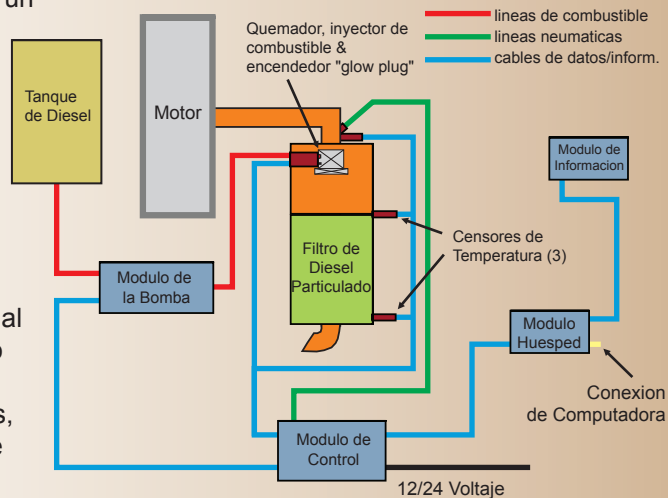 un
Quemador, inyector de
combustible &
encendedor "glow plug"
lineas de combustible
lineas neumaticas
cables de datos/inform.
Tanque
de Diesel
Motor
Modulo de
Informacion
Filtro de
Diesel
Particulado
Censores de
Temperatura (3)
Modulo de
la Bomba
al
o
s,
e
Modulo
Huesped
Conexion
de Computadora
Modulo de
Control
12/24 Voltaje